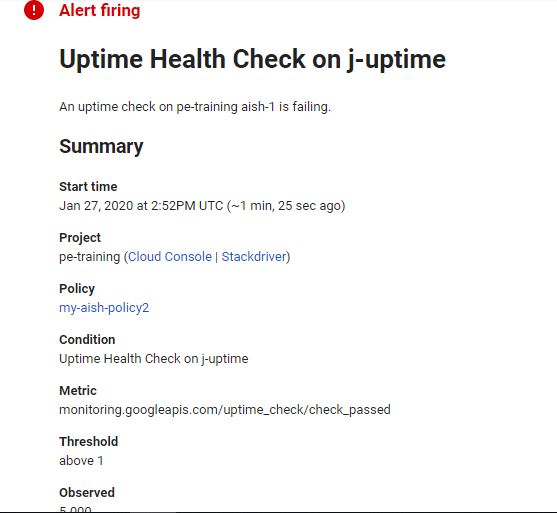 Alert firing
Uptime Health Check on j-uptime
An uptime check on pe-training aish-1 is failing.
Summary
Start time
Jan 27, 2020 at 2:52PM UTC (~1 min, 25 sec ago)
Project
pe-training (Cloud Console | Stackdriver)
Policy
my-aish-policy2
Condition
Uptime Health Check on j-uptime
Metric
monitoring.googleapis.com/uptime_check/check_passed
Threshold
above 1
Observed
5.000